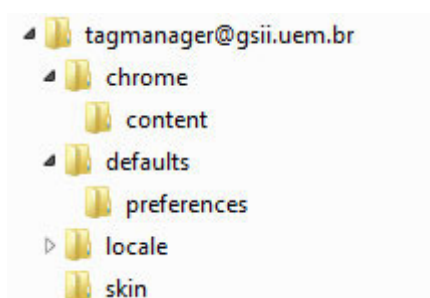 tagmanager@gsii.uem.br
chrome
content
defaults
preferences
locale
skin